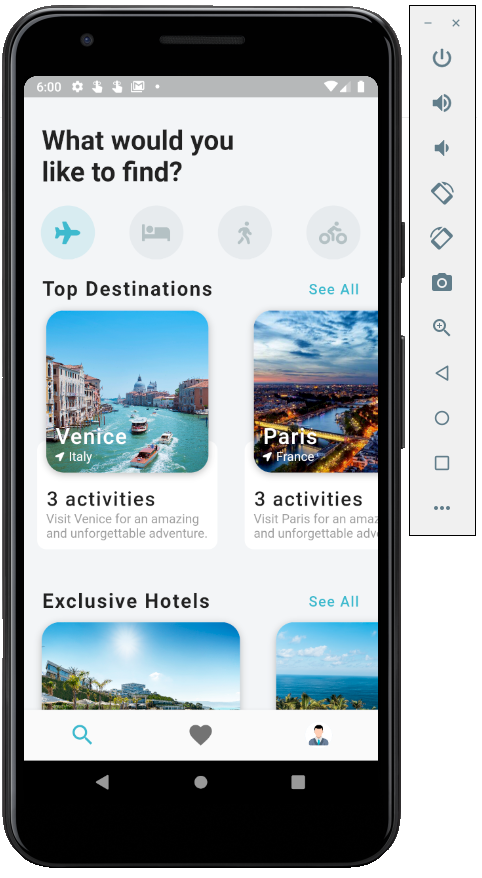 6:00
What would you
like to find?
Top Destinations
See All
Venice
Italy
Paris
France
3 activities
Visit Venice for an amazing
and unforgettable adventure.
3 activities
Visit Paris for an amaz
and unforgettable adve
Exclusive Hotels
See All